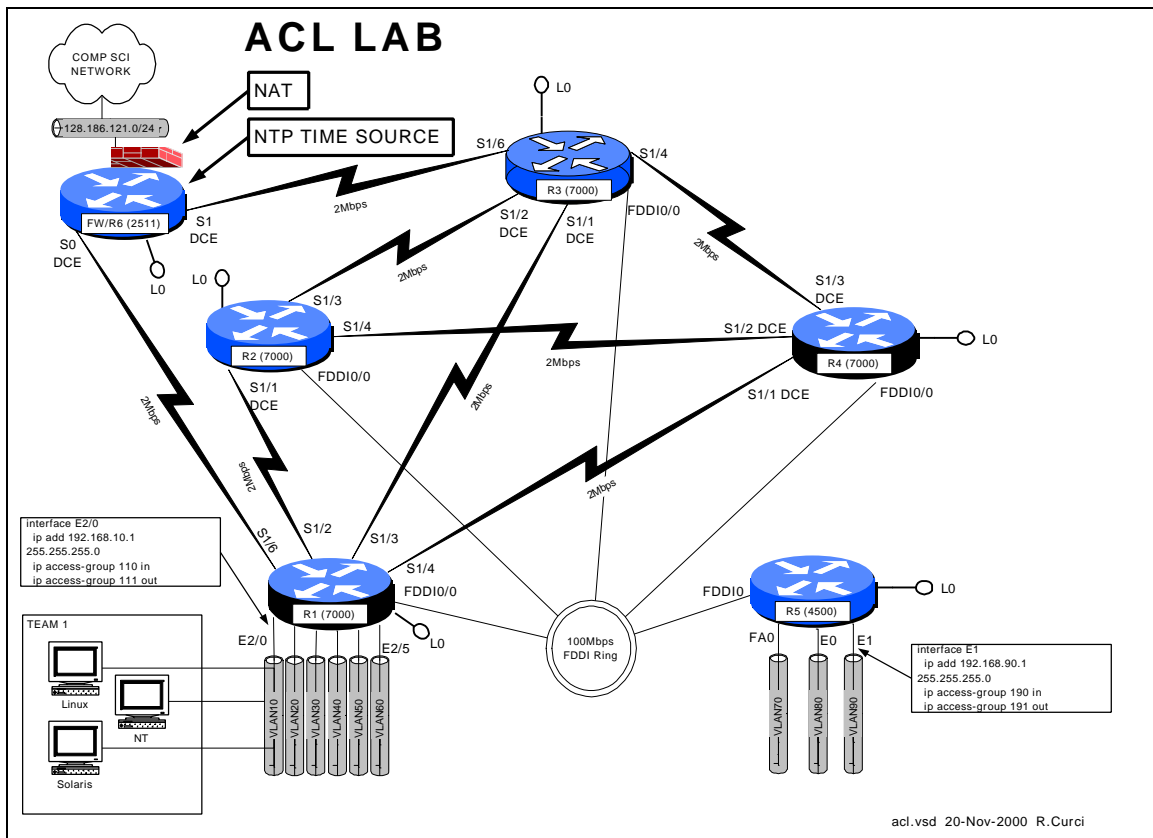 ACL LAB
COMP SCI
NETWORK
NAT
128.186.121.0/24
NTP TIME SOURCE
L0
S1/6
S1/4
R3 (7000)
2Mbps
S1/2
DCE
S1/1
DCE
FDDI0/0
FW/R6 (2511)
S1
DCE
S0
DCE
L0
2Mbps
2Mbps
L0
S1/3
S1/4
R2 (7000)
FDDI0/0
S1/1
DCE
2Mbps
S1/3
DCE
S1/2 DCE
R4 (7000)
L0
S1/1 DCE
FDDI0/0
2Mbps
2Mbps
2Mbps
2Mbps
interface E2/0
ip add 192.168.10.1
255.255.255.0
ip access-group 110 in
ip access-group 111 out
S1/6
S1/2
S1/3
S1/4
FDDI0/0
R1 (7000)
L0
E2/0
E2/5
100Mbps
FDDI Ring
FDDI0
R5 (4500)
L0
FA0
E0
E1
interface E1
ip add 192.168.90.1
255.255.255.0
ip access-group 190 in
ip access-group 191 out
TEAM 1
Linux
NT
Solaris
VLAN10
VLAN20
VLAN30
VLAN40
VLAN50
VLAN60
VLAN70
VLAN80
VLAN90
acl.vsd 20-Nov-2000 R.Curci